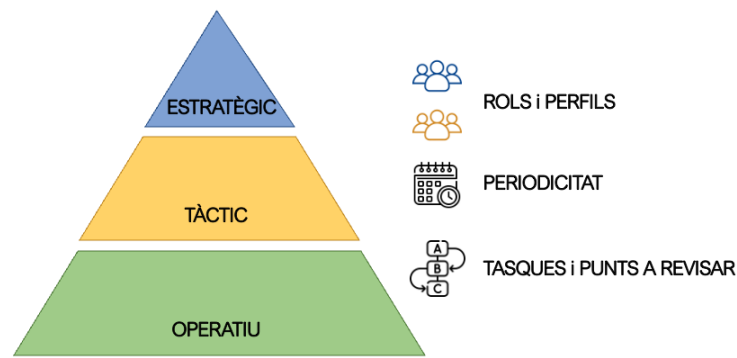 ESTRATÈGIC
TÀCTIC
OPERATIU
ROLS i PERFILS
PERIODICITAT
A
B
C
TASQUES i PUNTS A REVISAR